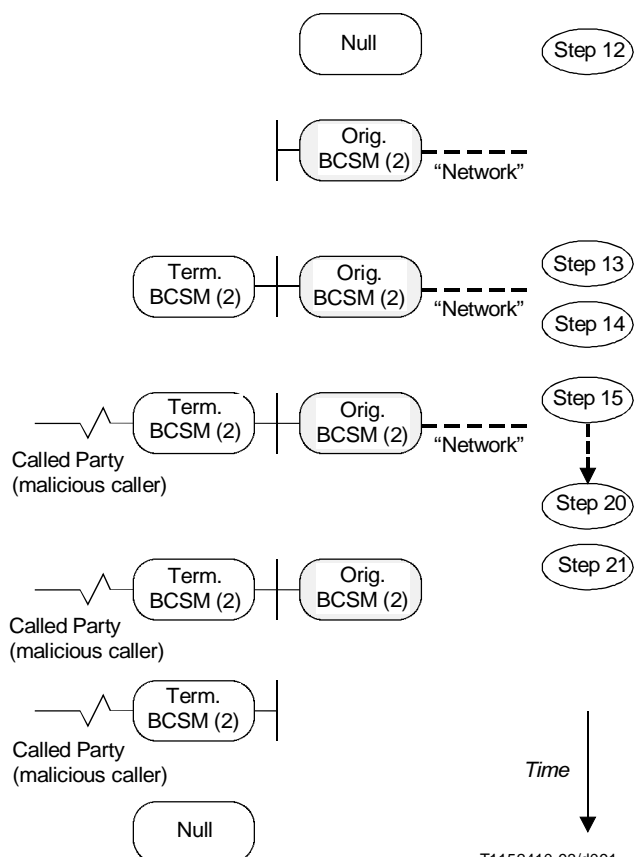 Null
Step 12
Orig.
BCSM (2)
“Network”
Term.
BCSM (2)
Orig.
BCSM (2)
“Network”
Step 13
Step 14
Term.
BCSM (2)
Orig.
BCSM (2)
“Network”
Step 15
Called Party
(malicious caller)
Step 20
Step 21
Term.
BCSM (2)
Orig.
BCSM (2)
Called Party
(malicious caller)
Term.
BCSM (2)
Called Party
(malicious caller)
Time
Null